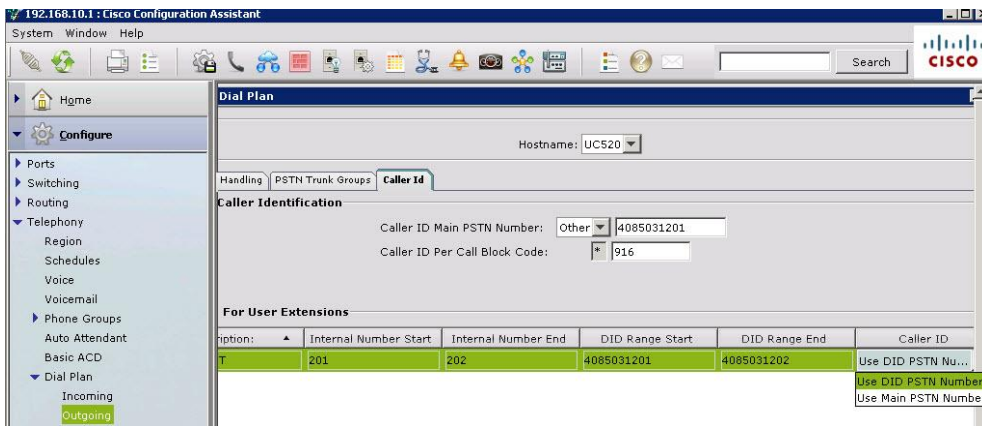 192.168.10.1 : Cisco Configuration Assistant
System Window Help
Search
CISCO
Home
Configure
Ports
Switching
Routing
Telephony
Region
Schedules
Voice
Voicemail
Phone Groups
Auto Attendant
Basic ACD
Dial Plan
Incoming
Outgoing
Dial Plan
Hostname: UC520
Handling PSTN Trunk Groups Caller Id
Caller Identification
Caller ID Main PSTN Number: Other 4085031201
Caller ID Per Call Block Code: * 916
For User Extensions
ription: Internal Number Start Internal Number End DID Range Start DID Range End Caller ID
T 201 202 4085031201 4085031202 Use DID PSTN Nu...
Use DID PSTN Number
Use Main PSTN Numbe